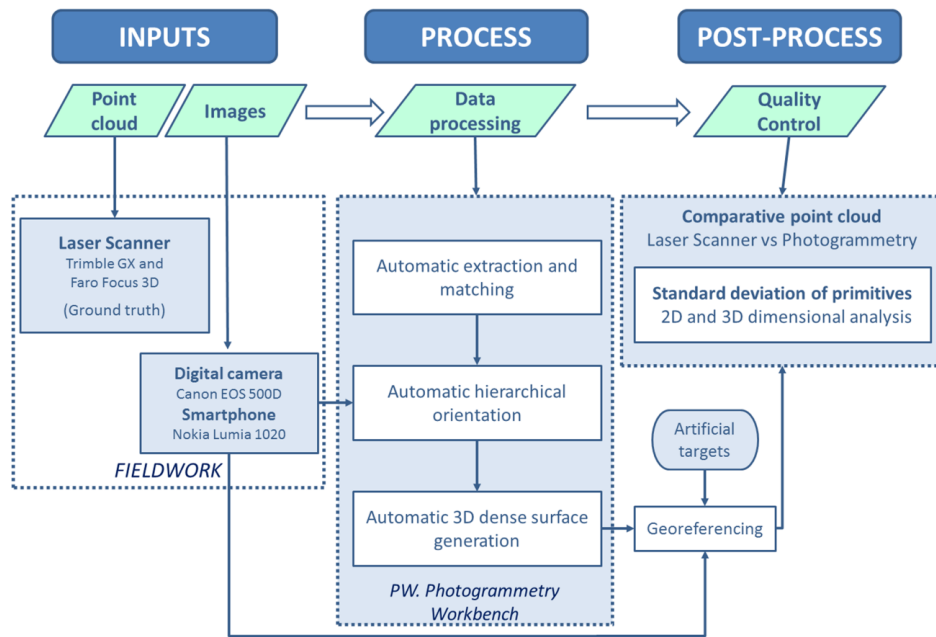 INPUTS
PROCESS
POST-PROCESS
Point
cloud
Images
Data
processing
Quality
Control
Laser Scanner
Trimble GX and
Faro Focus 3D
(Ground truth)
Digital camera
Canon EOS 500D
Smartphone
Nokia Lumia 1020
FIELDWORK
Automatic extraction and
matching
Automatic hierarchical
orientation
Automatic 3D dense surface
generation
PW. Photogrammetry
Workbench
Comparative point cloud
Laser Scanner vs Photogrammetry
Standard deviation of primitives
2D and 3D dimensional analysis
Artificial
targets
Georeferencing